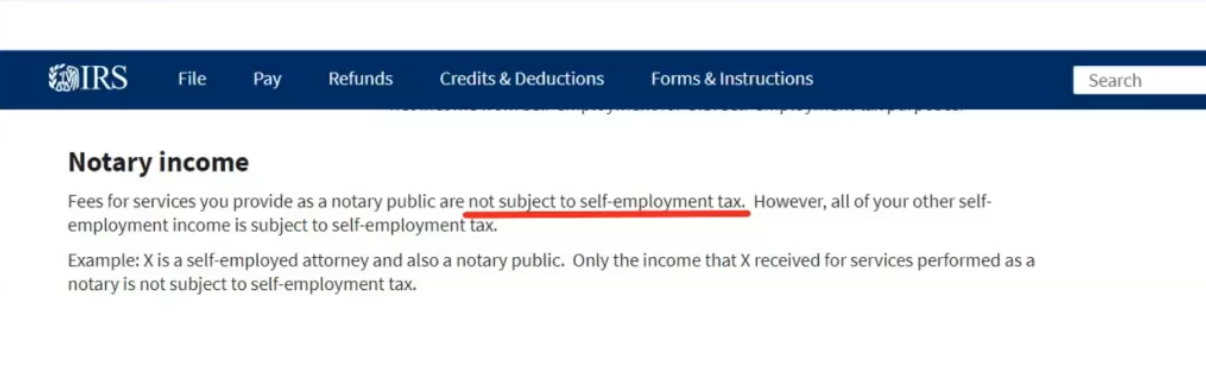 IRS File Pay Refunds Credits & Deductions Forms & Instructions Search
Notary income
Fees for services you provide as a notary public are not subject to self-employment tax. However, all of your other self-
employment income is subject to self-employment tax.
Example: X is a self-employed attorney and also a notary public. Only the income that X received for services performed as a
notary is not subject to self-employment tax.